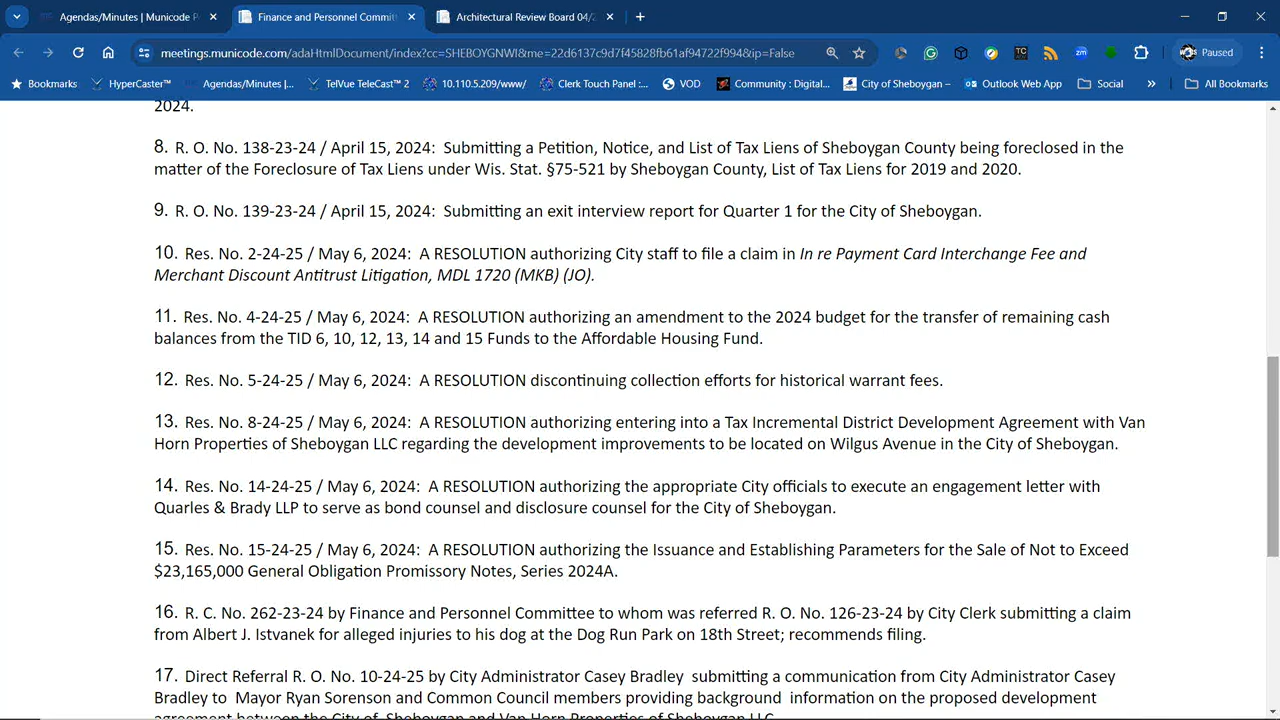 Agendas/Minutes | Municode P
Finance and Personnel Committ
Architectural Review Board 04/2
meetings.municode.com/adaHtmlDocument/index?cc=SHEBOYGNWI&me=22d6137c9d7f45828fb61af94722f994&ip=False
TC
zm
Paused
Bookmarks
HyperCaster™
Agendas/Minutes |...
TelVue TeleCast™ 2
10.110.5.209/www/
Clerk Touch Panel :...
VOD
Community : Digital...
City of Sheboygan –
Outlook Web App
Social
»
All Bookmarks
2024.
8. R. O. No. 138-23-24 / April 15, 2024: Submitting a Petition, Notice, and List of Tax Liens of Sheboygan County being foreclosed in the
matter of the Foreclosure of Tax Liens under Wis. Stat. §75-521 by Sheboygan County, List of Tax Liens for 2019 and 2020.
9. R. O. No. 139-23-24 / April 15, 2024: Submitting an exit interview report for Quarter 1 for the City of Sheboygan.
10. Res. No. 2-24-25 / May 6, 2024: A RESOLUTION authorizing City staff to file a claim in In re Payment Card Interchange Fee and
Merchant Discount Antitrust Litigation, MDL 1720 (MKB) (JO).
11. Res. No. 4-24-25 / May 6, 2024: A RESOLUTION authorizing an amendment to the 2024 budget for the transfer of remaining cash
balances from the TID 6, 10, 12, 13, 14 and 15 Funds to the Affordable Housing Fund.
12. Res. No. 5-24-25 / May 6, 2024: A RESOLUTION discontinuing collection efforts for historical warrant fees.
13. Res. No. 8-24-25 / May 6, 2024: A RESOLUTION authorizing entering into a Tax Incremental District Development Agreement with Van
Horn Properties of Sheboygan LLC regarding the development improvements to be located on Wilgus Avenue in the City of Sheboygan.
14. Res. No. 14-24-25 / May 6, 2024: A RESOLUTION authorizing the appropriate City officials to execute an engagement letter with
Quarles & Brady LLP to serve as bond counsel and disclosure counsel for the City of Sheboygan.
15. Res. No. 15-24-25 / May 6, 2024: A RESOLUTION authorizing the Issuance and Establishing Parameters for the Sale of Not to Exceed
$23,165,000 General Obligation Promissory Notes, Series 2024A.
16. R. C. No. 262-23-24 by Finance and Personnel Committee to whom was referred R. O. No. 126-23-24 by City Clerk submitting a claim
from Albert J. Istvanek for alleged injuries to his dog at the Dog Run Park on 18th Street; recommends filing.
17. Direct Referral R. O. No. 10-24-25 by City Administrator Casey Bradley submitting a communication from City Administrator Casey
Bradley to Mayor Ryan Sorenson and Common Council members providing background information on the proposed development
agreement between the City of Sheboygan and Van Horn Properties of Sheboygan LLC